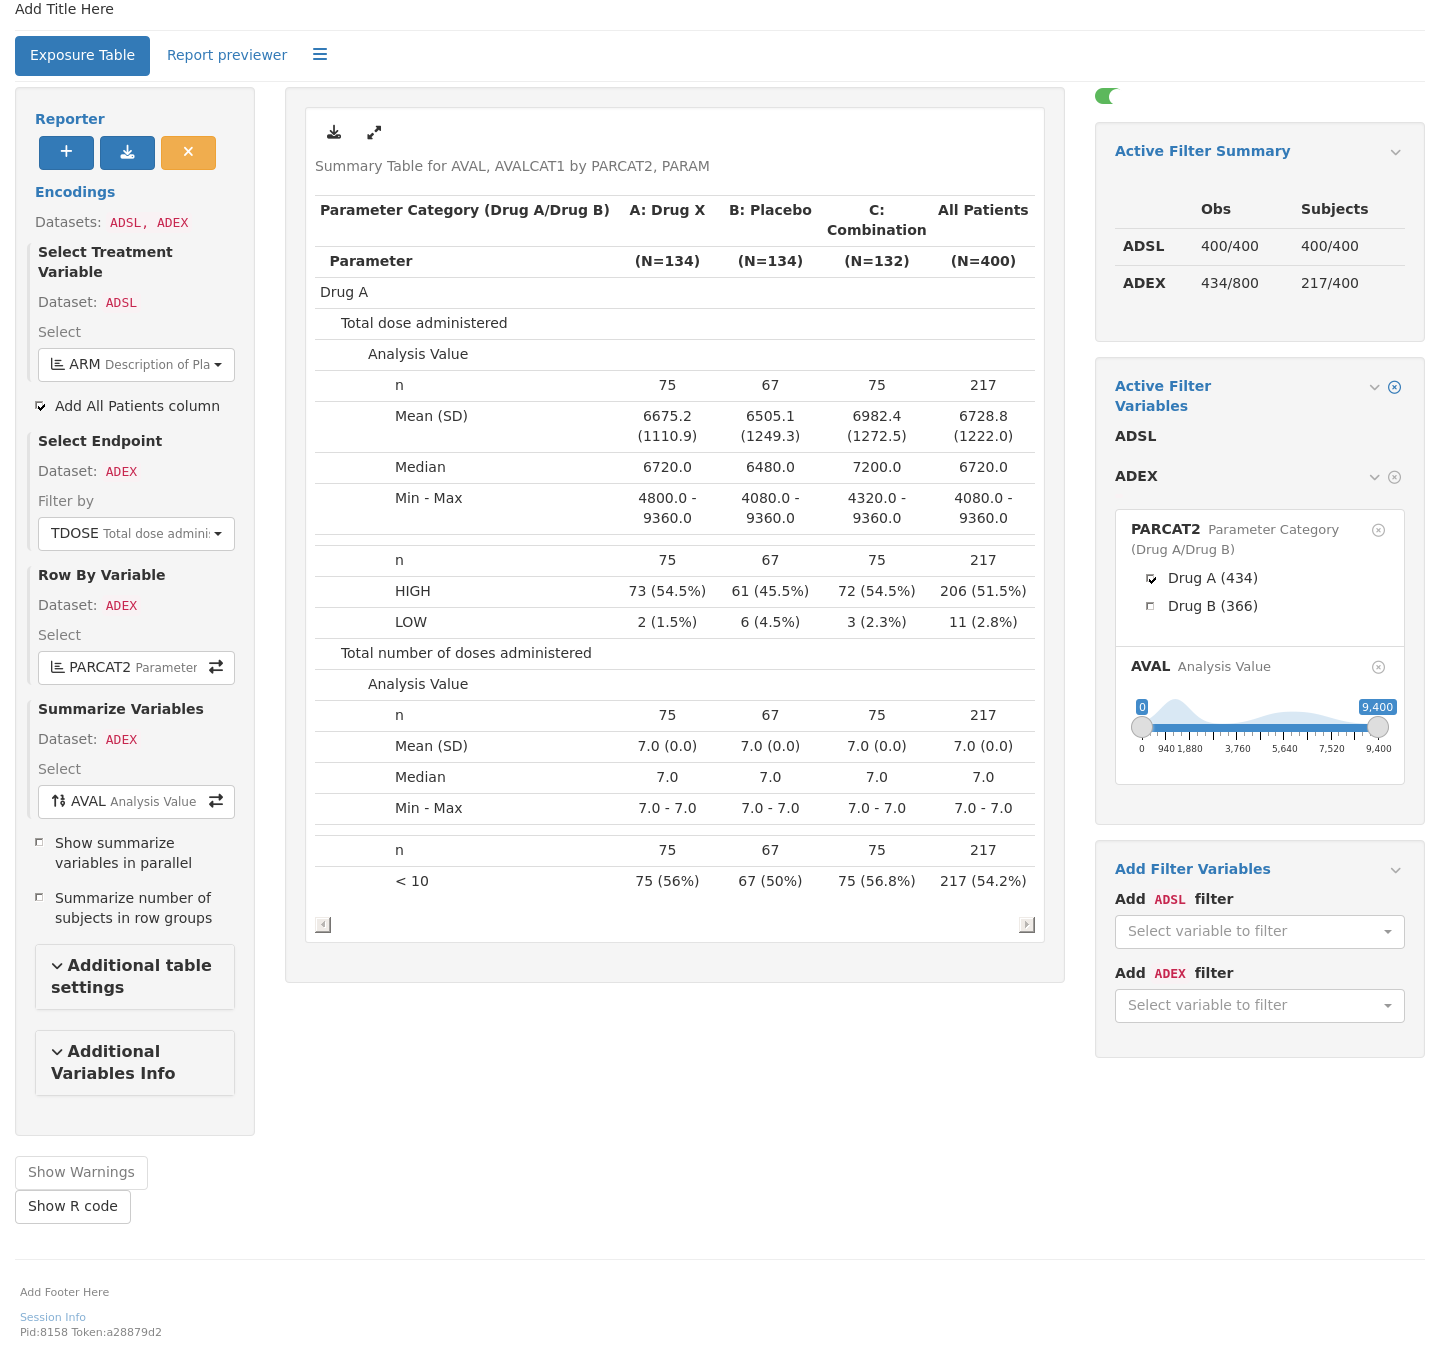 Add Title Here
Exposure Table
Report previewer
Reporter
Encodings
Datasets: ADSL, ADEX
Select Treatment
Variable
Dataset: ADSL
Select
ARM Description of Pla
Add All Patients column
Select Endpoint
Dataset: ADEX
Filter by
TDOSE Total dose adminis
Row By Variable
Dataset: ADEX
Select
PARCAT2 Parameter
Summarize Variables
Dataset: ADEX
Select
AVAL Analysis Value
Show summarize
variables in parallel
Summarize number of
subjects in row groups
Additional table
settings
Additional
Variables Info
Show Warnings
Show R code
Summary Table for AVAL, AVALCAT1 by PARCAT2, PARAM
Parameter Category (Drug A/Drug B) A: Drug X B: Placebo C: All Patients
Combination
Parameter (N=134) (N=134) (N=132) (N=400)
Drug A
Total dose administered
Analysis Value
n 75 67 75 217
Mean (SD) 6675.2 6505.1 6982.4 6728.8
(1110.9) (1249.3) (1272.5) (1222.0)
Median 6720.0 6480.0 7200.0 6720.0
Min - Max 4800.0 - 4080.0 - 4320.0 - 4080.0 -
9360.0 9360.0 9360.0 9360.0
n 75 67 75 217
HIGH 73 (54.5%) 61 (45.5%) 72 (54.5%) 206 (51.5%)
LOW 2 (1.5%) 6 (4.5%) 3 (2.3%) 11 (2.8%)
Total number of doses administered
Analysis Value
n 75 67 75 217
Mean (SD) 7.0 (0.0) 7.0 (0.0) 7.0 (0.0) 7.0 (0.0)
Median 7.0 7.0 7.0 7.0
Min - Max 7.0 - 7.0 7.0 - 7.0 7.0 - 7.0 7.0 - 7.0
n 75 67 75 217
< 10 75 (56%) 67 (50%) 75 (56.8%) 217 (54.2%)
Active Filter Summary
Obs Subjects
ADSL 400/400 400/400
ADEX 434/800 217/400
Active Filter
Variables
ADSL
ADEX
PARCAT2 Parameter Category
(Drug A/Drug B)
Drug A (434)
Drug B (366)
AVAL Analysis Value
0 9,400
0 940 1,880 3,760 5,640 7,520 9,400
Add Filter Variables
Add ADSL filter
Select variable to filter
Add ADEX filter
Select variable to filter
Add Footer Here
Session Info
Pid:8158 Token:a28879d2